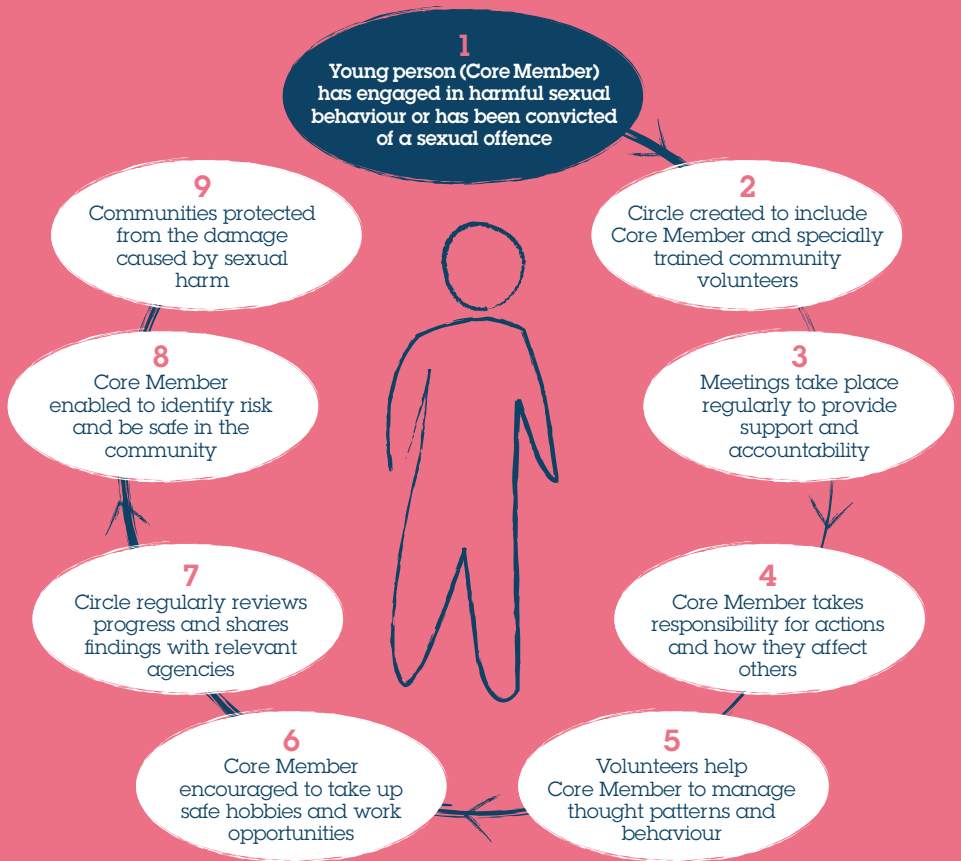 1
Young person (Core Member)
has engaged in harmful sexual
behaviour or has been convicted
of a sexual offence
2
Circle created to include
Core Member and specially
trained community
volunteers
3
Meetings take place
regularly to provide
support and
accountability
4
Core Member takes
responsibility for actions
and how they affect
others
5
Volunteers help
Core Member to manage
thought patterns and
behaviour
6
Core Member
encouraged to take up
safe hobbies and work
opportunities
7
Circle regularly reviews
progress and shares
findings with relevant
agencies
8
Core Member
enabled to identify risk
and be safe in the
community
9
Communities protected
from the damage
caused by sexual
harm